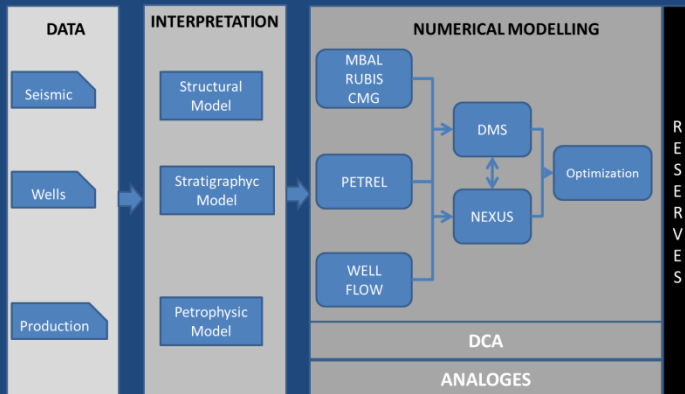 DATA
Seismic
Wells
Production
INTERPRETATION
Structural
Model
Stratigraphyc
Model
Petrophysic
Model
NUMERICAL MODELLING
MBAL
RUBIS
CMG
PETREL
WELL
FLOW
DMS
NEXUS
Optimization
DCA
ANALOGES
R
E
S
E
R
V
E
S